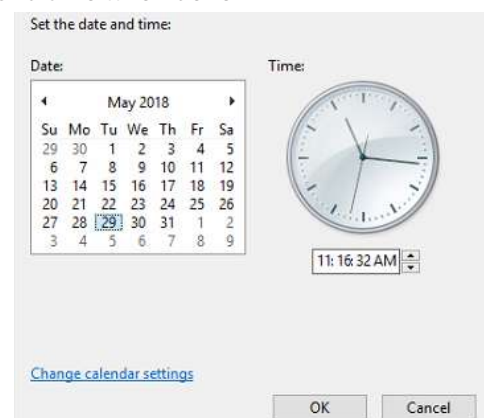 Set the date and time:
Date:
Time:
May 2018
Su Mo Tu We Th Fr Sa
29 30 1 2 3 4 5
6 7 8 9 10 11 12
13 14 15 16 17 18 19
20 21 22 23 24 25 26
27 28 29 30 31 1 2
3 4 5 6 7 8 9
11: 16: 32 AM
Change calendar settings
OK
Cancel